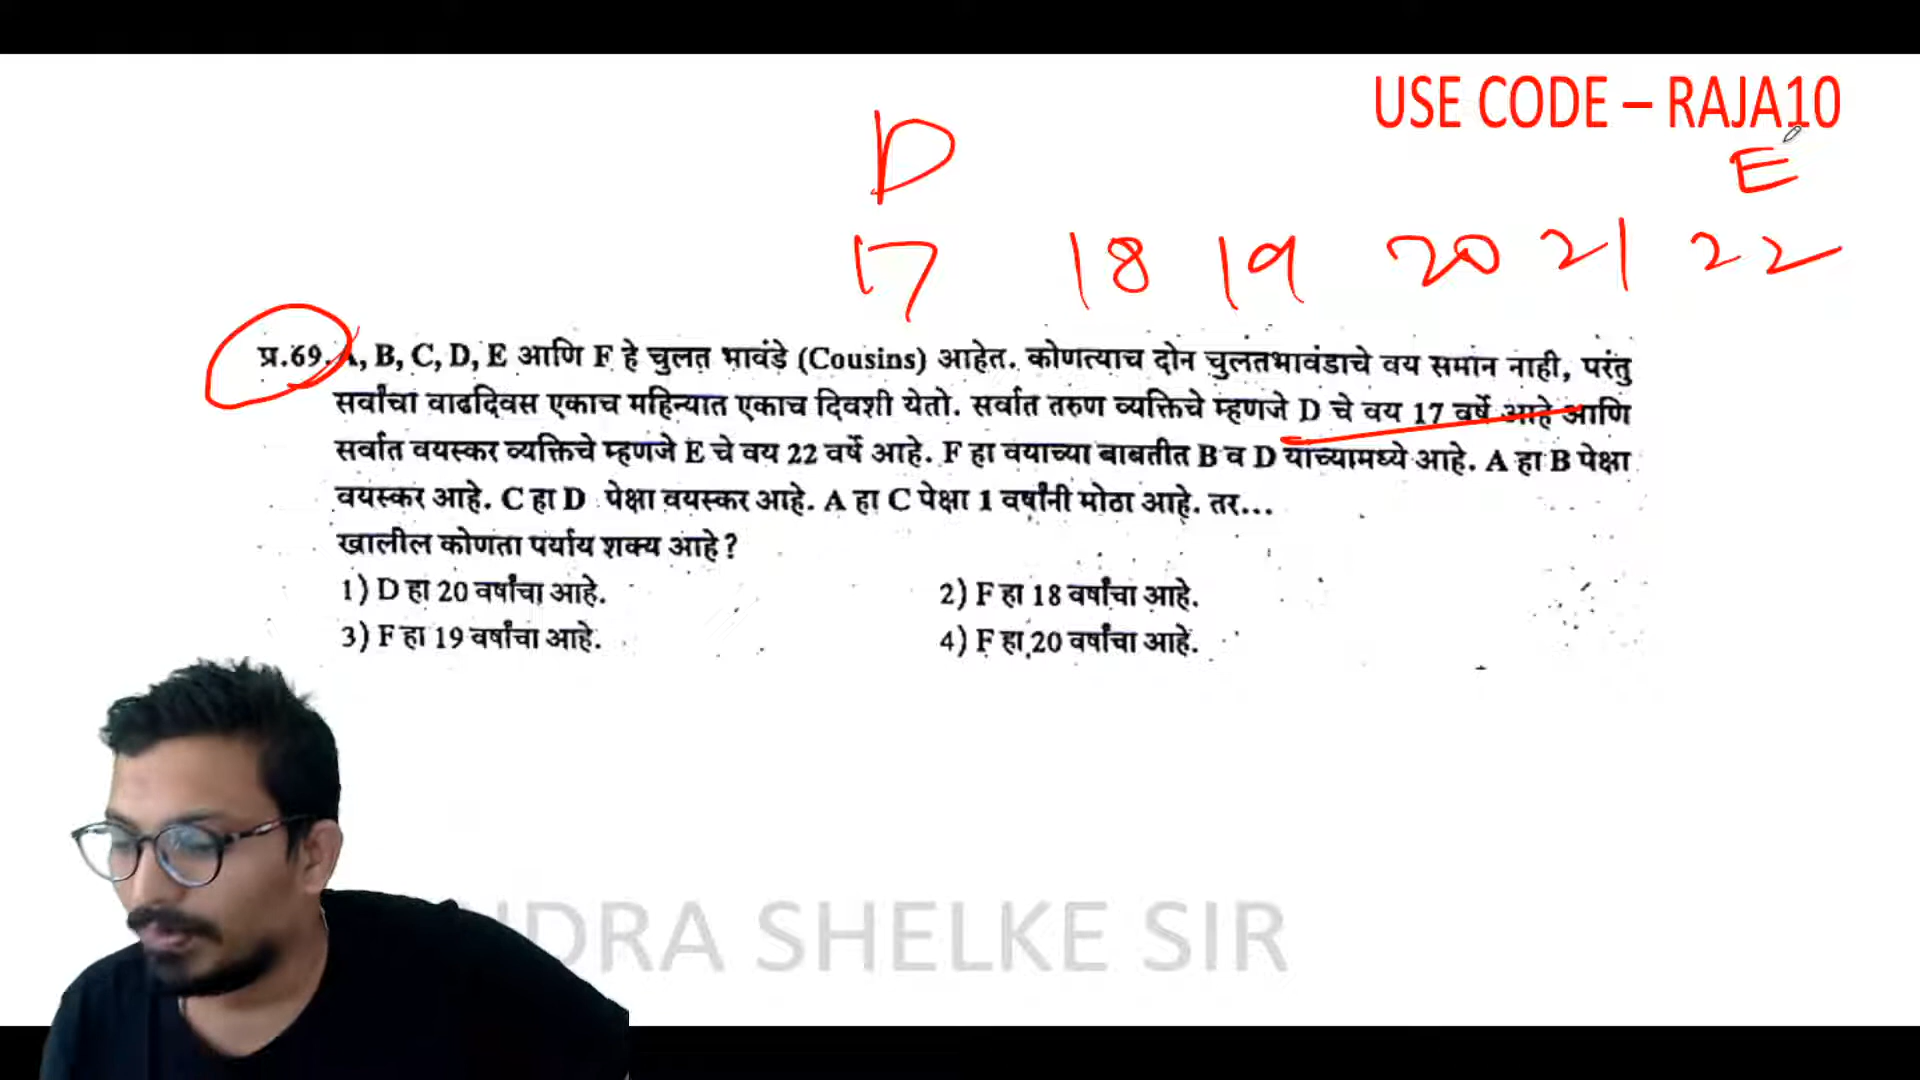 USE CODE – RAJA10
D
E
17 18 19 20 21 22
प्र.69. A, B, C, D, E आणि F हे चुलत भावंडे (Cousins) आहेत. कोणत्याच दोन चुलतभावंडाचे वय समान नाही, परंतु
सर्वांचा वाढदिवस एकाच महिन्यात एकाच दिवशी येतो. सर्वात तरुण व्यक्तिचे म्हणजे D चे वय 17 वर्षे आहे आणि
सर्वात वयस्कर व्यक्तिचे म्हणजे E चे वय 22 वर्षे आहे. F हा वयाच्या बाबतीत B व D यांच्यामध्ये आहे. A हा B पेक्षा
वयस्कर आहे. C हा D पेक्षा वयस्कर आहे. A हा C पेक्षा 1 वर्षांनी मोठा आहे. तर...
खालील कोणता पर्याय शक्य आहे ?
1) D हा 20 वर्षांचा आहे. 2) F हा 18 वर्षांचा आहे.
3) F हा 19 वर्षांचा आहे. 4) F हा 20 वर्षांचा आहे.
DRA SHELKE SIR